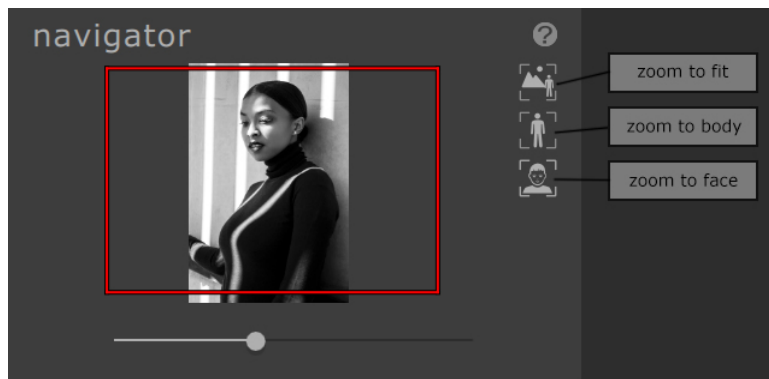 navigator
?
zoom to fit
zoom to body
zoom to face